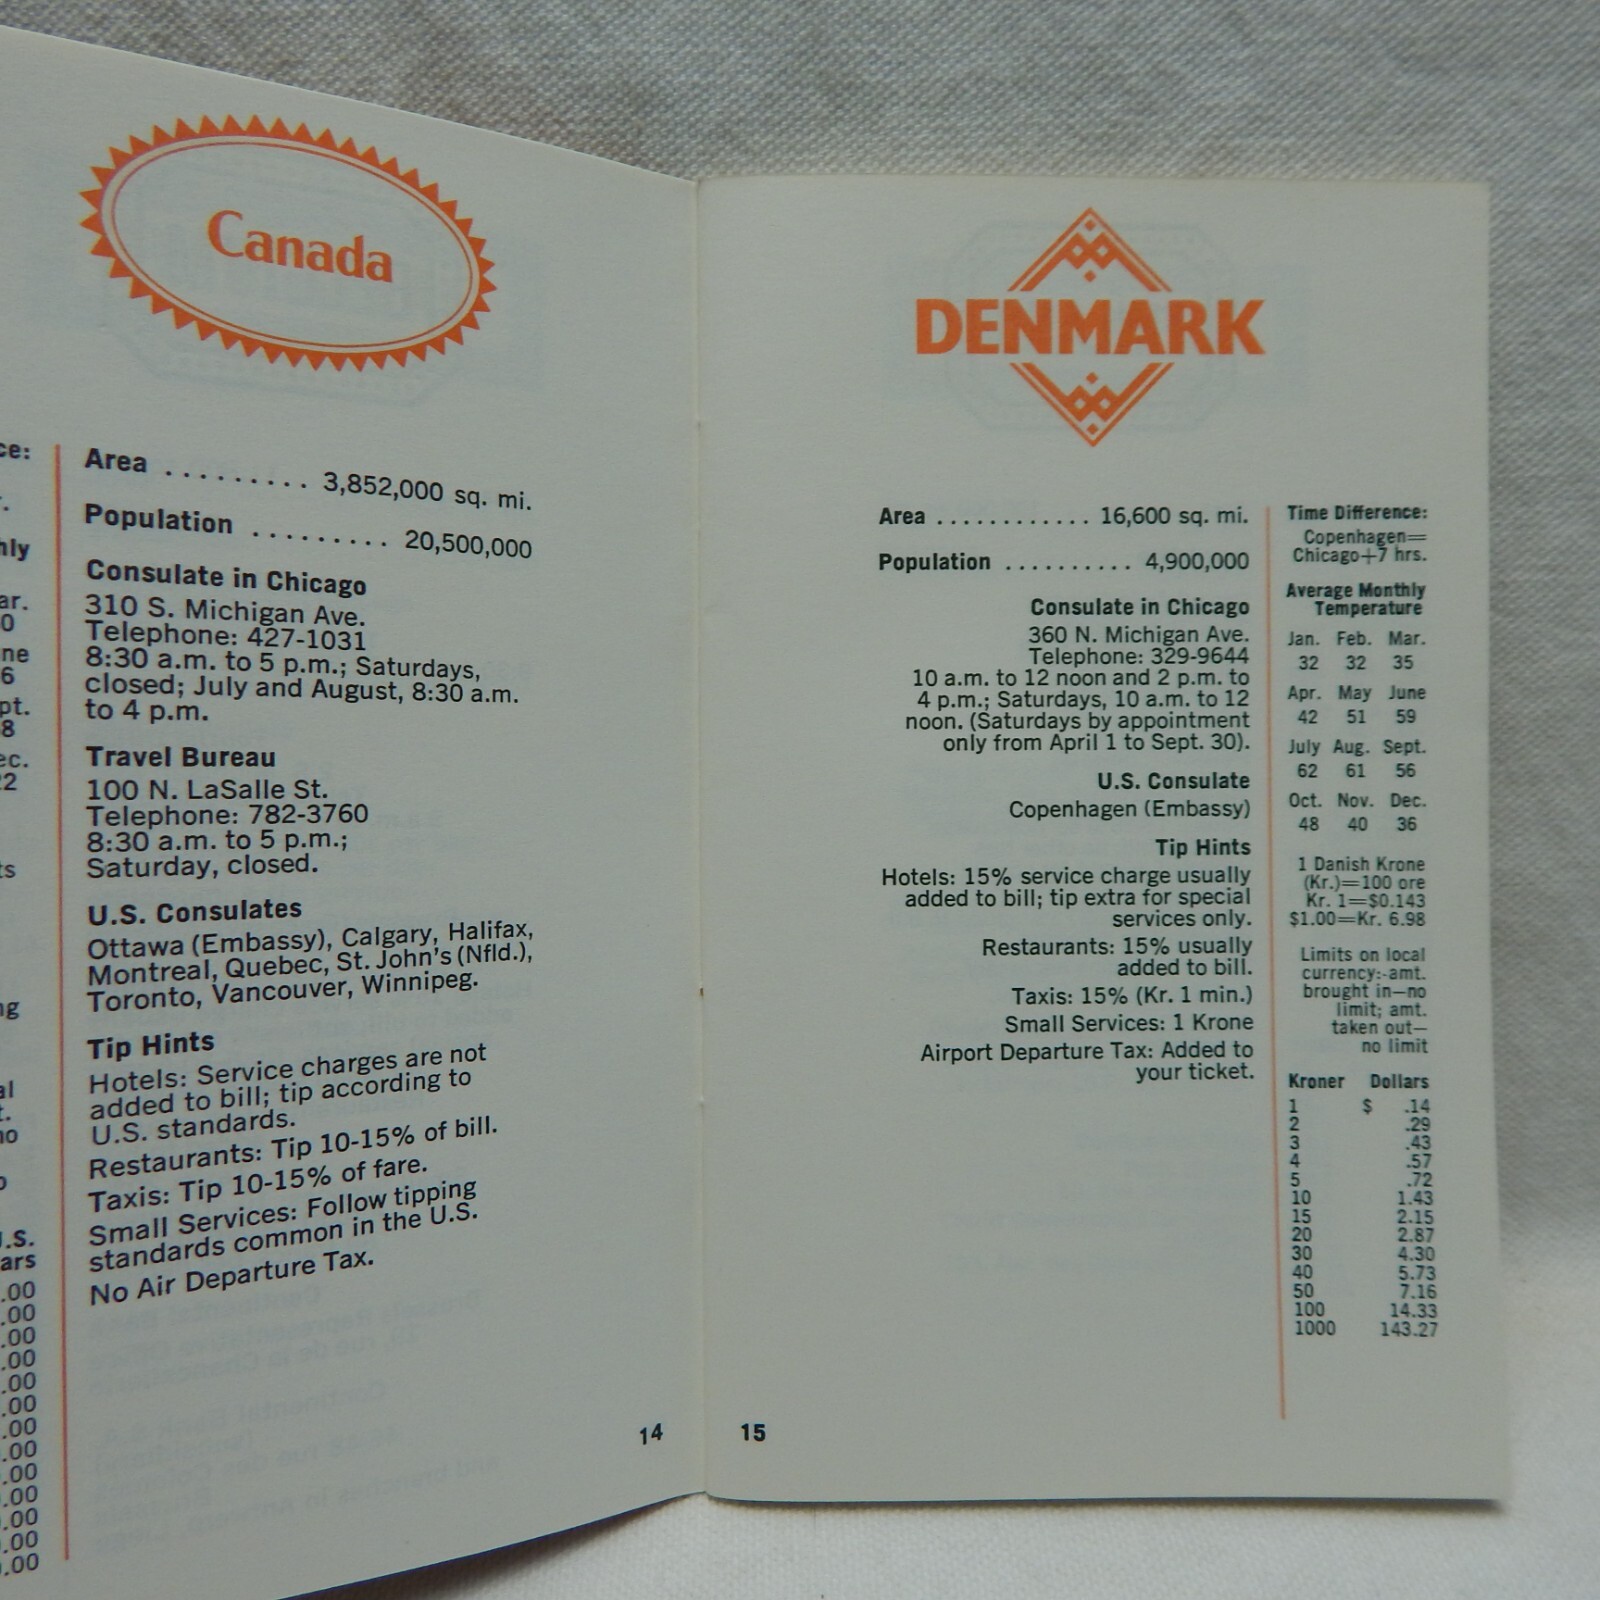 Canada
Area ......... 3,852,000 sq. mi.
Population ......... 20,500,000
Consulate in Chicago
310 S. Michigan Ave.
Telephone: 427-1031
8:30 a.m. to 5 p.m.; Saturdays,
closed; July and August, 8:30 a.m.
to 4 p.m.
Travel Bureau
100 N. LaSalle St.
Telephone: 782-3760
8:30 a.m. to 5 p.m.;
Saturday, closed.
U.S. Consulates
Ottawa (Embassy), Calgary, Halifax,
Montreal, Quebec, St. John's (Nfld.),
Toronto, Vancouver, Winnipeg.
Tip Hints
Hotels: Service charges are not
added to bill; tip according to
U.S. standards.
Restaurants: Tip 10-15% of bill.
Taxis: Tip 10-15% of fare.
Small Services: Follow tipping
standards common in the U.S.
No Air Departure Tax.
14
DENMARK
Area ............ 16,600 sq. mi.
Population .......... 4,900,000
Consulate in Chicago
360 N. Michigan Ave.
Telephone: 329-9644
10 a.m. to 12 noon and 2 p.m. to
4 p.m.; Saturdays, 10 a.m. to 12
noon. (Saturdays by appointment
only from April 1 to Sept. 30).
U.S. Consulate
Copenhagen (Embassy)
Tip Hints
Hotels: 15% service charge usually
added to bill; tip extra for special
services only.
Restaurants: 15% usually
added to bill.
Taxis: 15% (Kr. 1 min.)
Small Services: 1 Krone
Airport Departure Tax: Added to
your ticket.
Time Difference:
Copenhagen=
Chicago+7 hrs.
Average Monthly
Temperature
Jan. Feb. Mar.
32 32 35
Apr. May June
42 51 59
July Aug. Sept.
62 61 56
Oct. Nov. Dec.
48 40 36
1 Danish Krone
(Kr.)=100 ore
Kr. 1=$0.143
$1.00=Kr. 6.98
Limits on local
currency:-amt.
brought in—no
limit; amt.
taken out—
no limit
Kroner Dollars
1 $ .14
2 .29
3 .43
4 .57
5 .72
10 1.43
15 2.15
20 2.87
30 4.30
40 5.73
50 7.16
100 14.33
1000 143.27
15